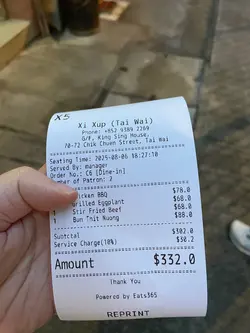 X5
Xi Xup (Tai Wai)
Phone: +852 9389 2269
G/F, King Sing House,
70-72 Chik Chuen Street, Tai Wai
Seating Time: 2025-08-06 18:27:10
Served By: manager
Order No.: C6 [Dine-In]
Number of Patron: 2
Chicken BBQ $78.0
Grilled Eggplant $68.0
Stir Fried Beef $68.0
1 Bun Thit Nuong $88.0
Subtotal $302.0
Service Charge(10%) $30.2
Amount $332.0
Thank You
Powered by Eats365
REPRINT